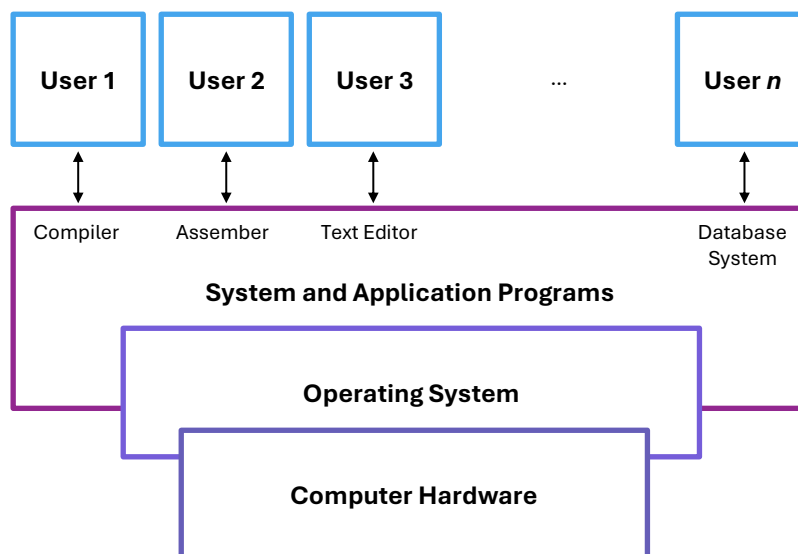 User 1
User 2
User 3
...
User n
Compiler
Assember
Text Editor
Database
System
System and Application Programs
Operating System
Computer Hardware